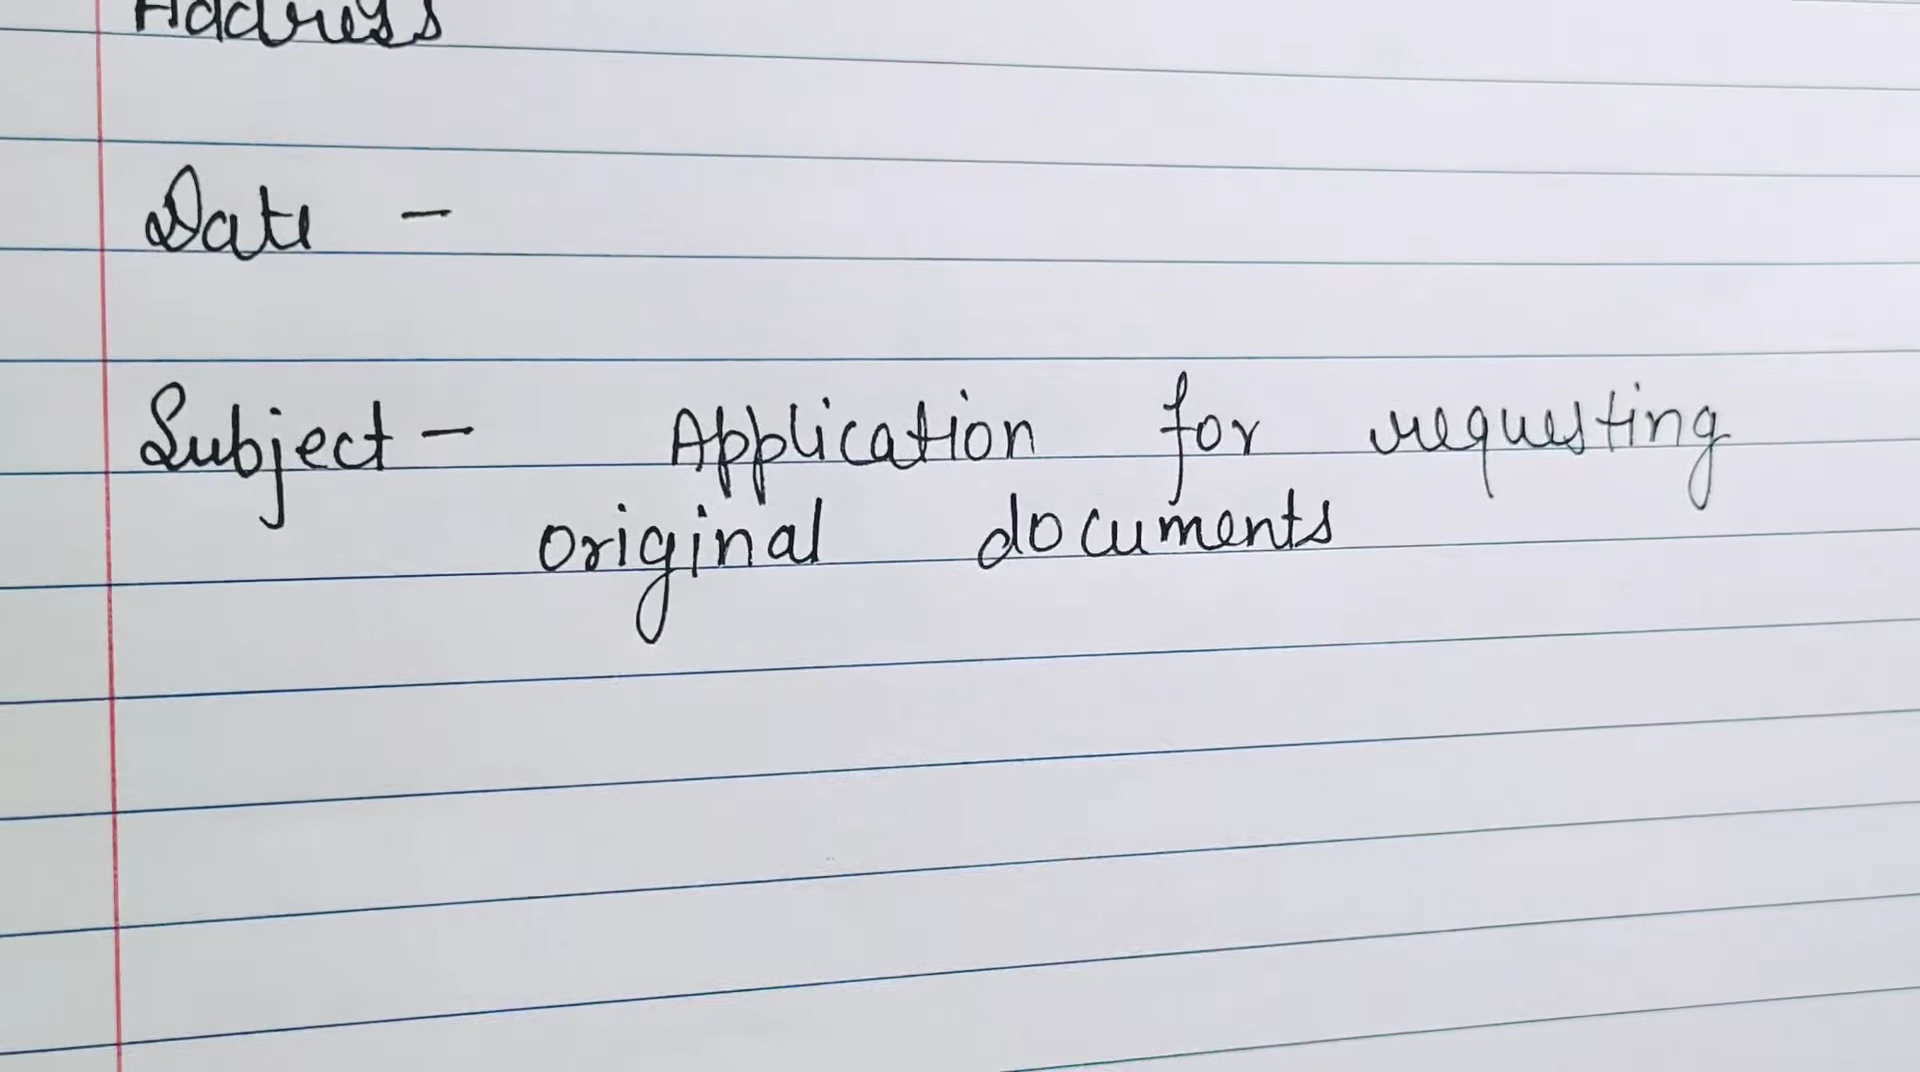 Address
Date -
Subject - Application for requesting
original documents